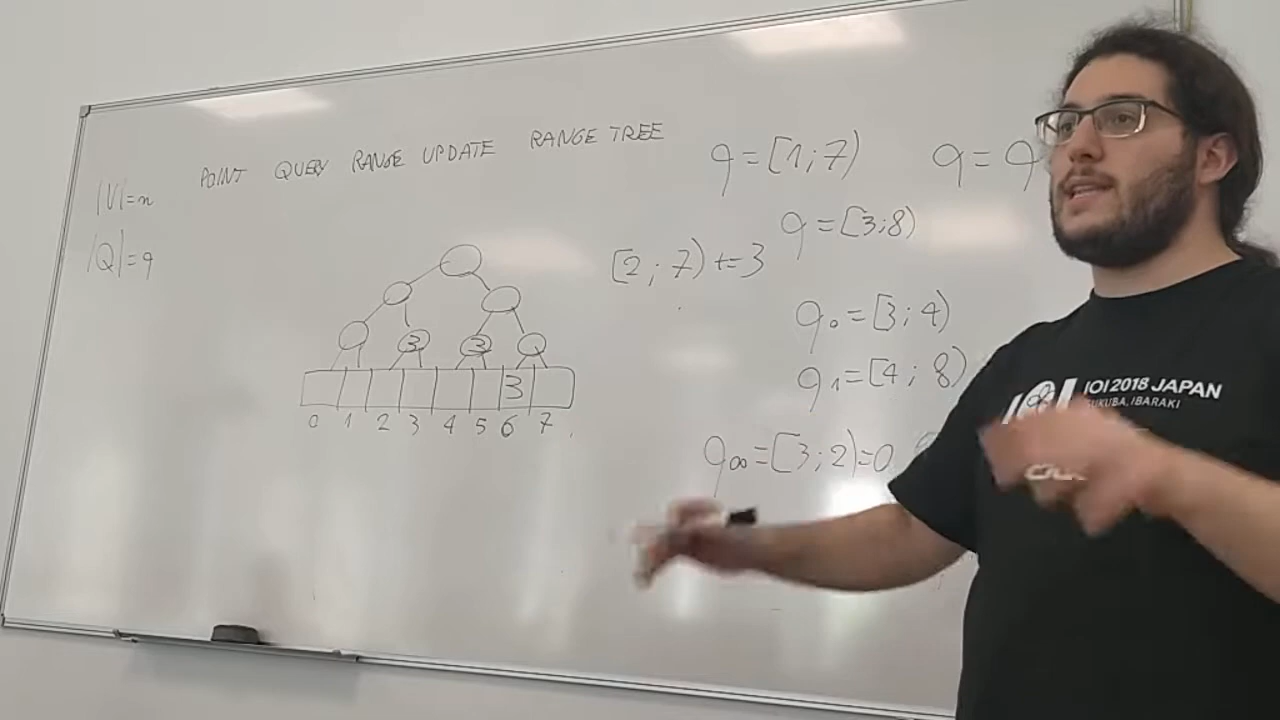 POINT QUERY RANGE UPDATE RANGE TREE
|V|=n
|Q|=q
3 3
3
0 1 2 3 4 5 6 7
[2;7)+=3
q=[1;7)
q=q
q=[3;8)
q0=[3;4)
q1=[4;8)
q00=[3;2)=0
IOI 2018 JAPAN
IBARAKI